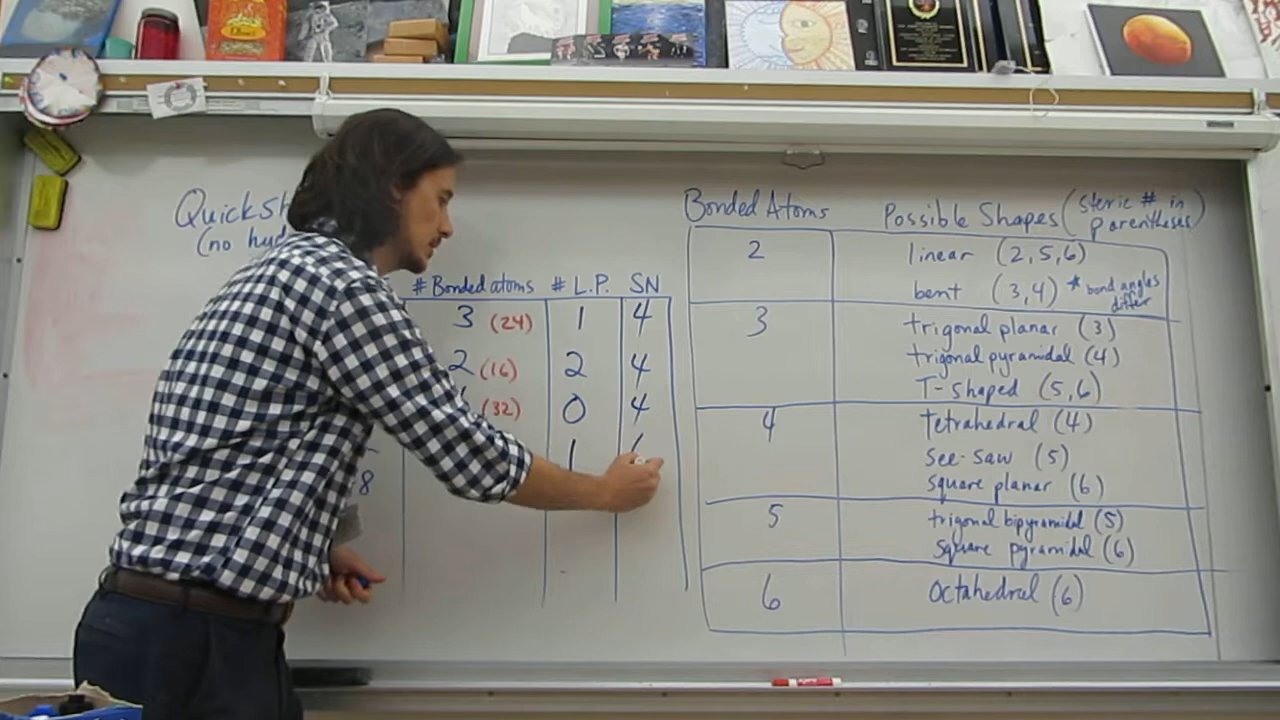 Quicksh
(no hyd
# Bonded atoms # L.P. SN
3 (24) 1 4
2 (16) 2 4
(32) 0 4
1
8
Bonded Atoms Possible Shapes (steric # in parentheses)
2 linear (2,5,6)
bent (3,4) * bond angles differ
3 trigonal planar (3)
trigonal pyramidal (4)
T-shaped (5,6)
4 Tetrahedral (4)
see-saw (5)
square planar (6)
5 trigonal bipyramidal (5)
square pyramidal (6)
6 Octahedral (6)